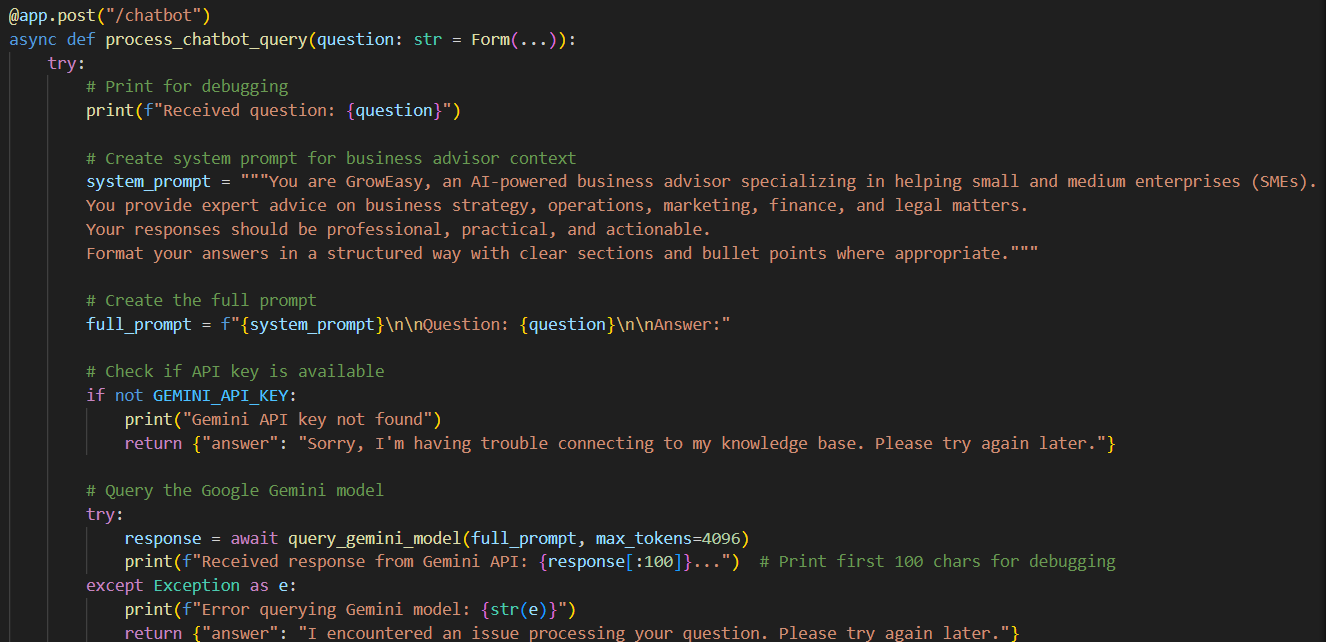 @app.post("/chatbot")
async def process_chatbot_query(question: str = Form(...)):
    try:
        # Print for debugging
        print(f"Received question: {question}")

        # Create system prompt for business advisor context
        system_prompt = """You are GrowEasy, an AI-powered business advisor specializing in helping small and medium enterprises (SMEs).
        You provide expert advice on business strategy, operations, marketing, finance, and legal matters.
        Your responses should be professional, practical, and actionable.
        Format your answers in a structured way with clear sections and bullet points where appropriate."""

        # Create the full prompt
        full_prompt = f"{system_prompt}\n\nQuestion: {question}\n\nAnswer:"

        # Check if API key is available
        if not GEMINI_API_KEY:
            print("Gemini API key not found")
            return {"answer": "Sorry, I'm having trouble connecting to my knowledge base. Please try again later."}

        # Query the Google Gemini model
        try:
            response = await query_gemini_model(full_prompt, max_tokens=4096)
            print(f"Received response from Gemini API: {response[:100]}...")  # Print first 100 chars for debugging
        except Exception as e:
            print(f"Error querying Gemini model: {str(e)}")
            return {"answer": "I encountered an issue processing your question. Please try again later."}